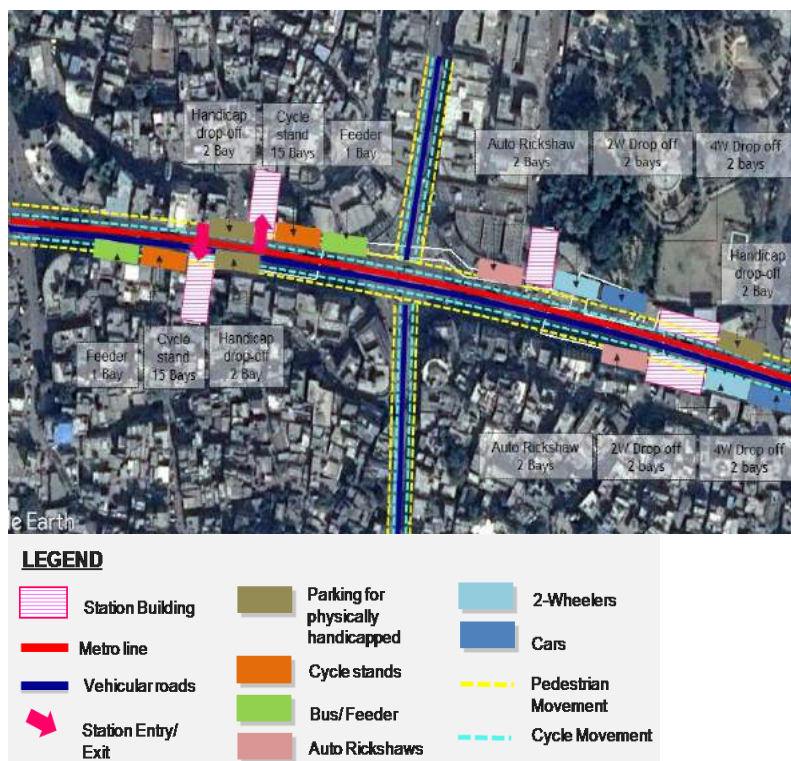 Handicap
drop-off
2 Bay
Cycle
stand
15 Bays
Feeder
1 Bay
Auto Rickshaw
2 Bays
2W Drop off
2 bays
4W Drop off
2 bays
Handicap
drop-off
2 Bay
Feeder
1 Bay
Cycle
stand
15 Bays
Handicap
drop-off
2 Bay
Auto Rickshaw
2 Bays
2W Drop off
2 bays
4W Drop off
2 bays
le Earth
LEGEND
Station Building
Metro line
Vehicular roads
Station Entry/
Exit
Parking for
physically
handicapped
Cycle stands
Bus/ Feeder
Auto Rickshaws
2-Wheelers
Cars
Pedestrian
Movement
Cycle Movement